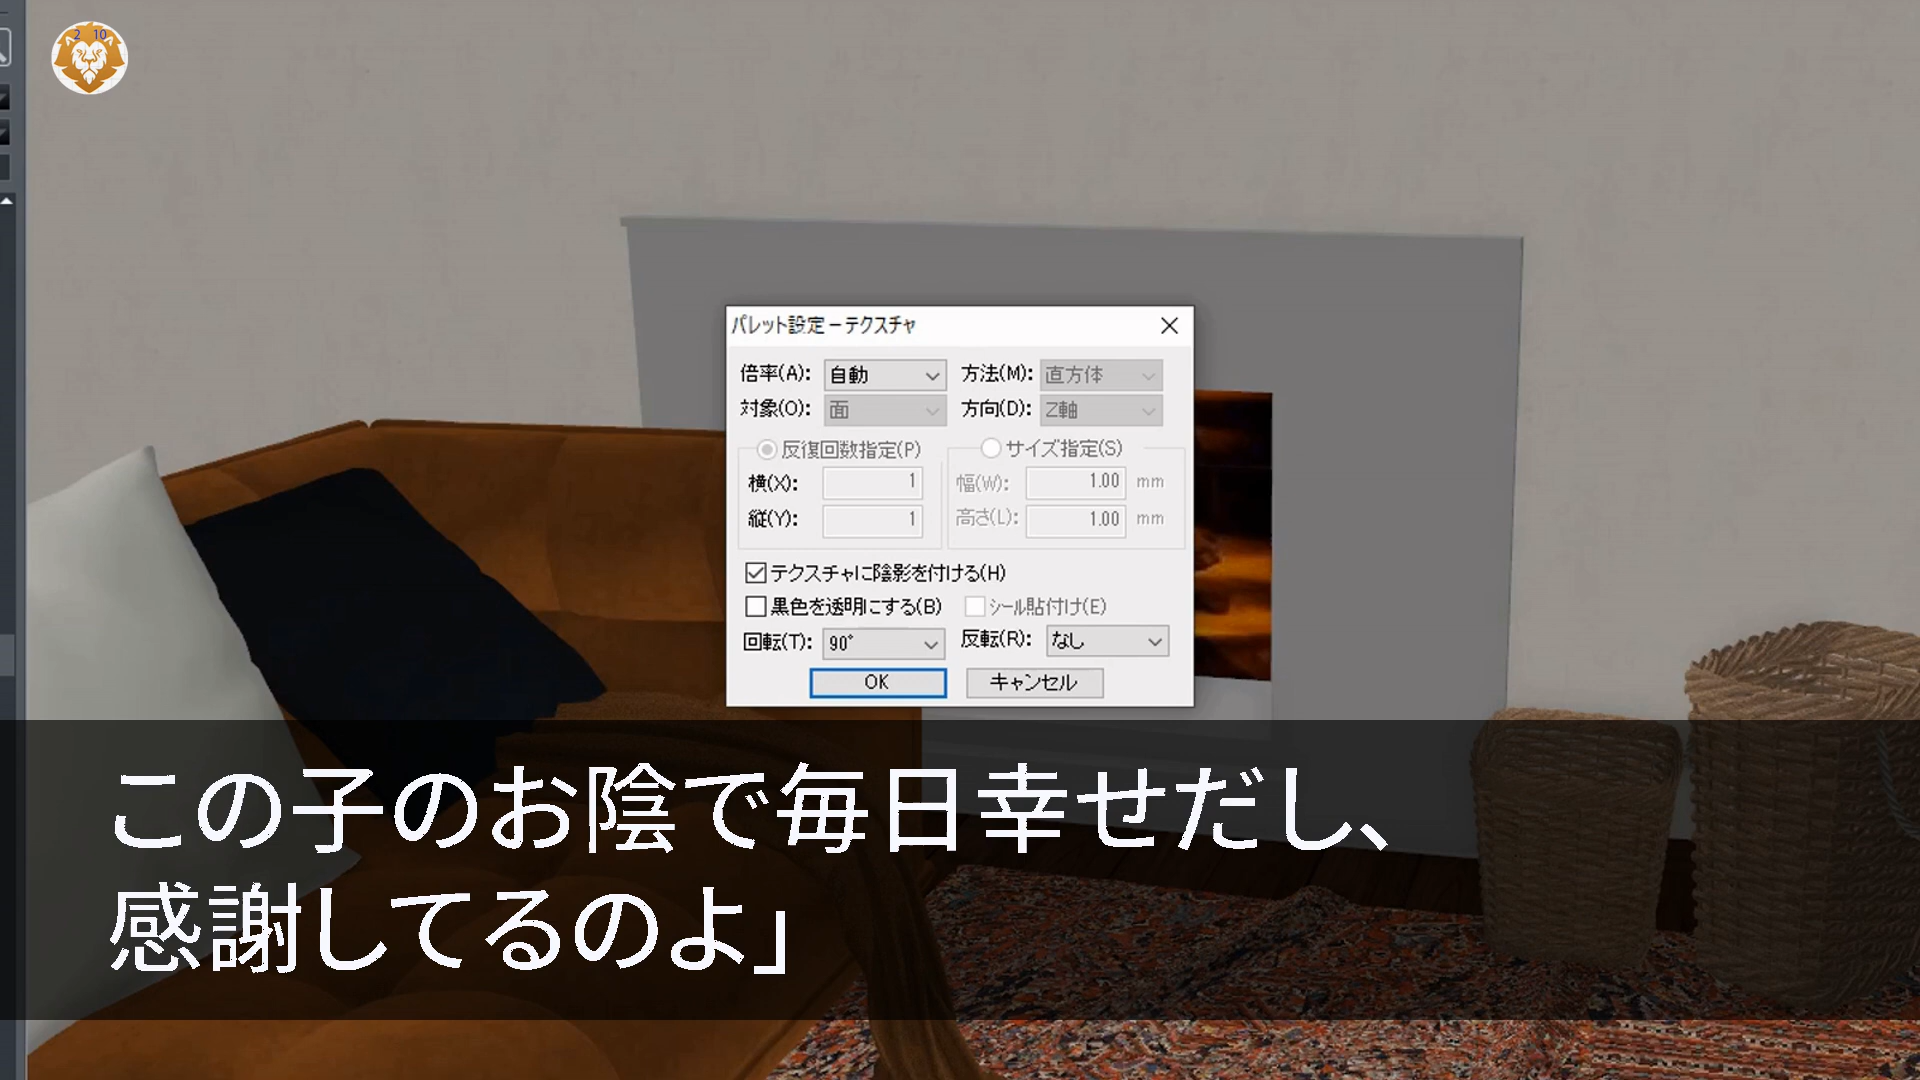 2 10
パレット設定－テクスチャ
倍率(A): 自動 方法(M): 直方体
対象(O): 面 方向(D): Z軸
反復回数指定(P) サイズ指定(S)
横(X): 1 幅(W): 1.00 mm
縦(Y): 1 高さ(L): 1.00 mm
テクスチャに陰影を付ける(H)
黒色を透明にする(B) シール貼付け(E)
回転(T): 90° 反転(R): なし
OK キャンセル
この子のお陰で毎日幸せだし、
感謝してるのよ」